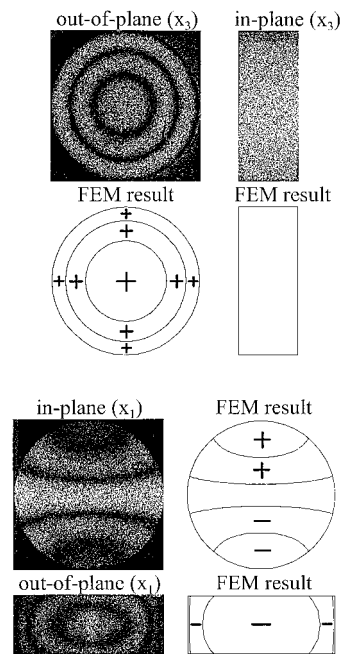 out-of-plane (x₃) in-plane (x₃)
FEM result FEM result
+
+
+ + + + +
+
+
in-plane (x₁) FEM result
+
+
−
−
out-of-plane (x₁) FEM result
− − −